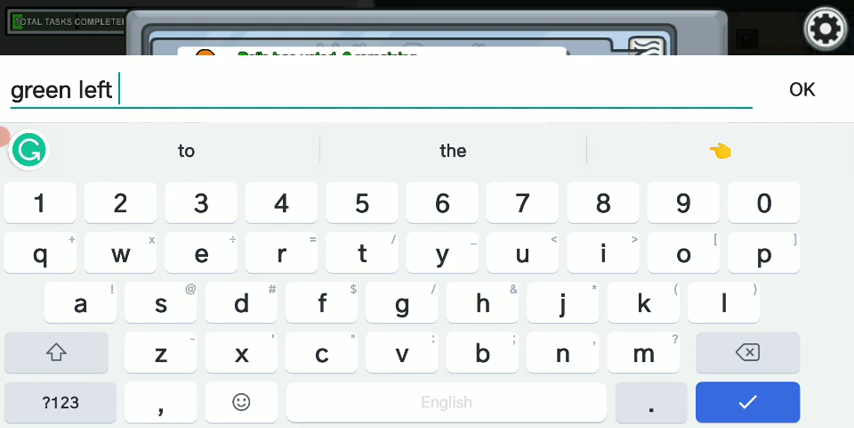 TOTAL TASKS COMPLETE
green left
OK
to
the
1 2 3 4 5 6 7 8 9 0
q + w x e ÷ r = t / y _ u < i > o [ p ]
a ! s @ d # f $ g / h & j * k ( l )
z - x ' c " v : b ; n , m ?
?123 , English .